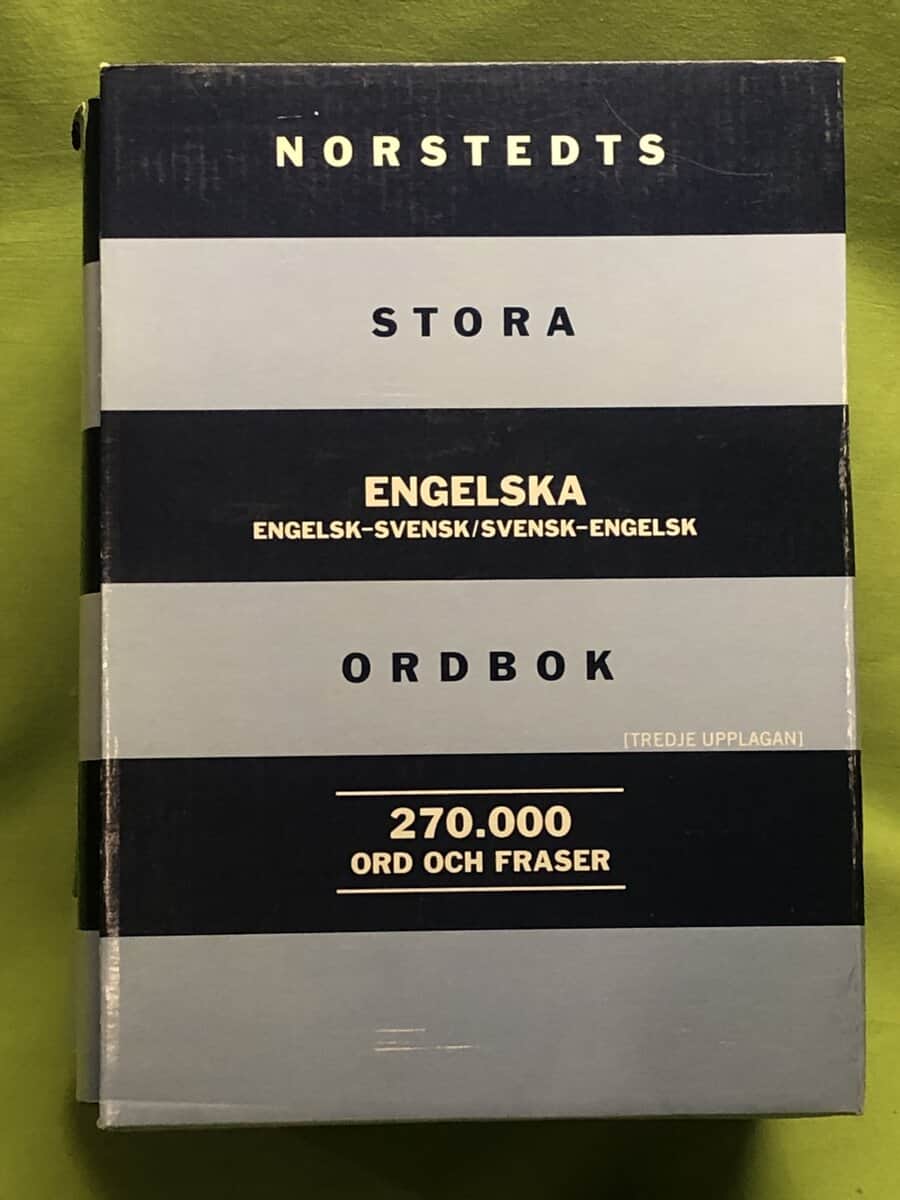 NORSTEDTS
STORA
ENGELSKA
ENGELSK–SVENSK/SVENSK–ENGELSK
ORDBOK
[TREDJE UPPLAGAN]
270.000
ORD OCH FRASER